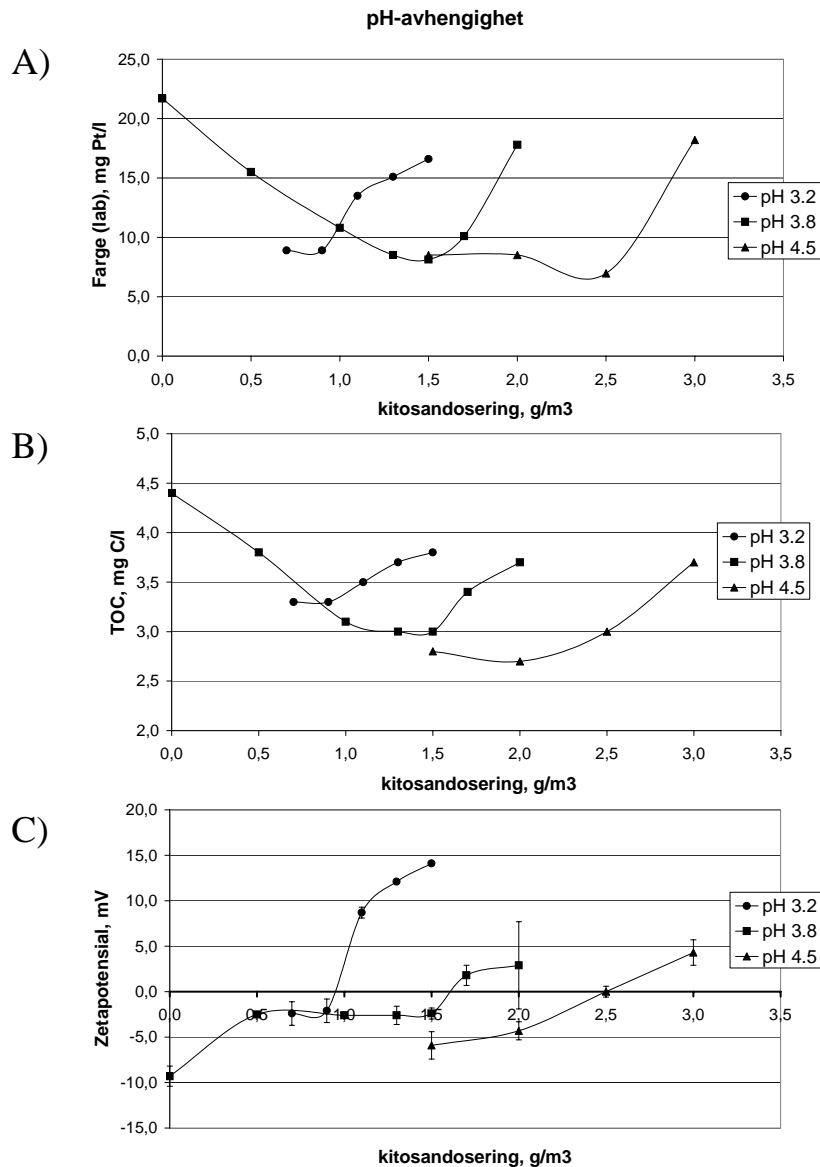 pH-avhengighet
A)
25,0
20,0
15,0
10,0
5,0
0,0
Farge (lab), mg Pt/l
0,0 0,5 1,0 1,5 2,0 2,5 3,0 3,5
kitosandosering, g/m3
pH 3.2
pH 3.8
pH 4.5
B)
5,0
4,5
4,0
3,5
3,0
2,5
2,0
TOC, mg C/l
0,0 0,5 1,0 1,5 2,0 2,5 3,0 3,5
kitosandosering, g/m3
pH 3.2
pH 3.8
pH 4.5
C)
20,0
15,0
10,0
5,0
0,0
-5,0
-10,0
-15,0
Zetapotensial, mV
0,0 0,5 1,0 1,5 2,0 2,5 3,0 3,5
kitosandosering, g/m3
pH 3.2
pH 3.8
pH 4.5